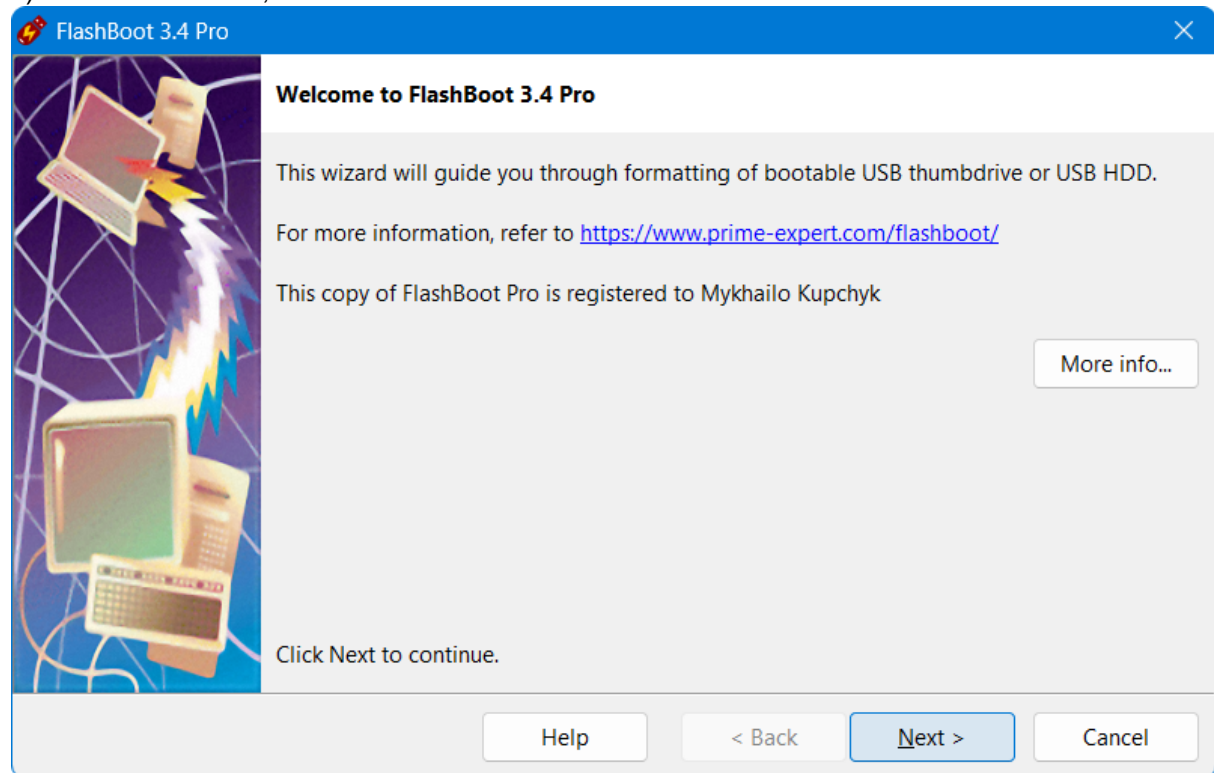 FlashBoot 3.4 Pro
Welcome to FlashBoot 3.4 Pro
This wizard will guide you through formatting of bootable USB thumbdrive or USB HDD.
For more information, refer to https://www.prime-expert.com/flashboot/
This copy of FlashBoot Pro is registered to Mykhailo Kupchyk
More info...
Click Next to continue.
Help
< Back
Next >
Cancel